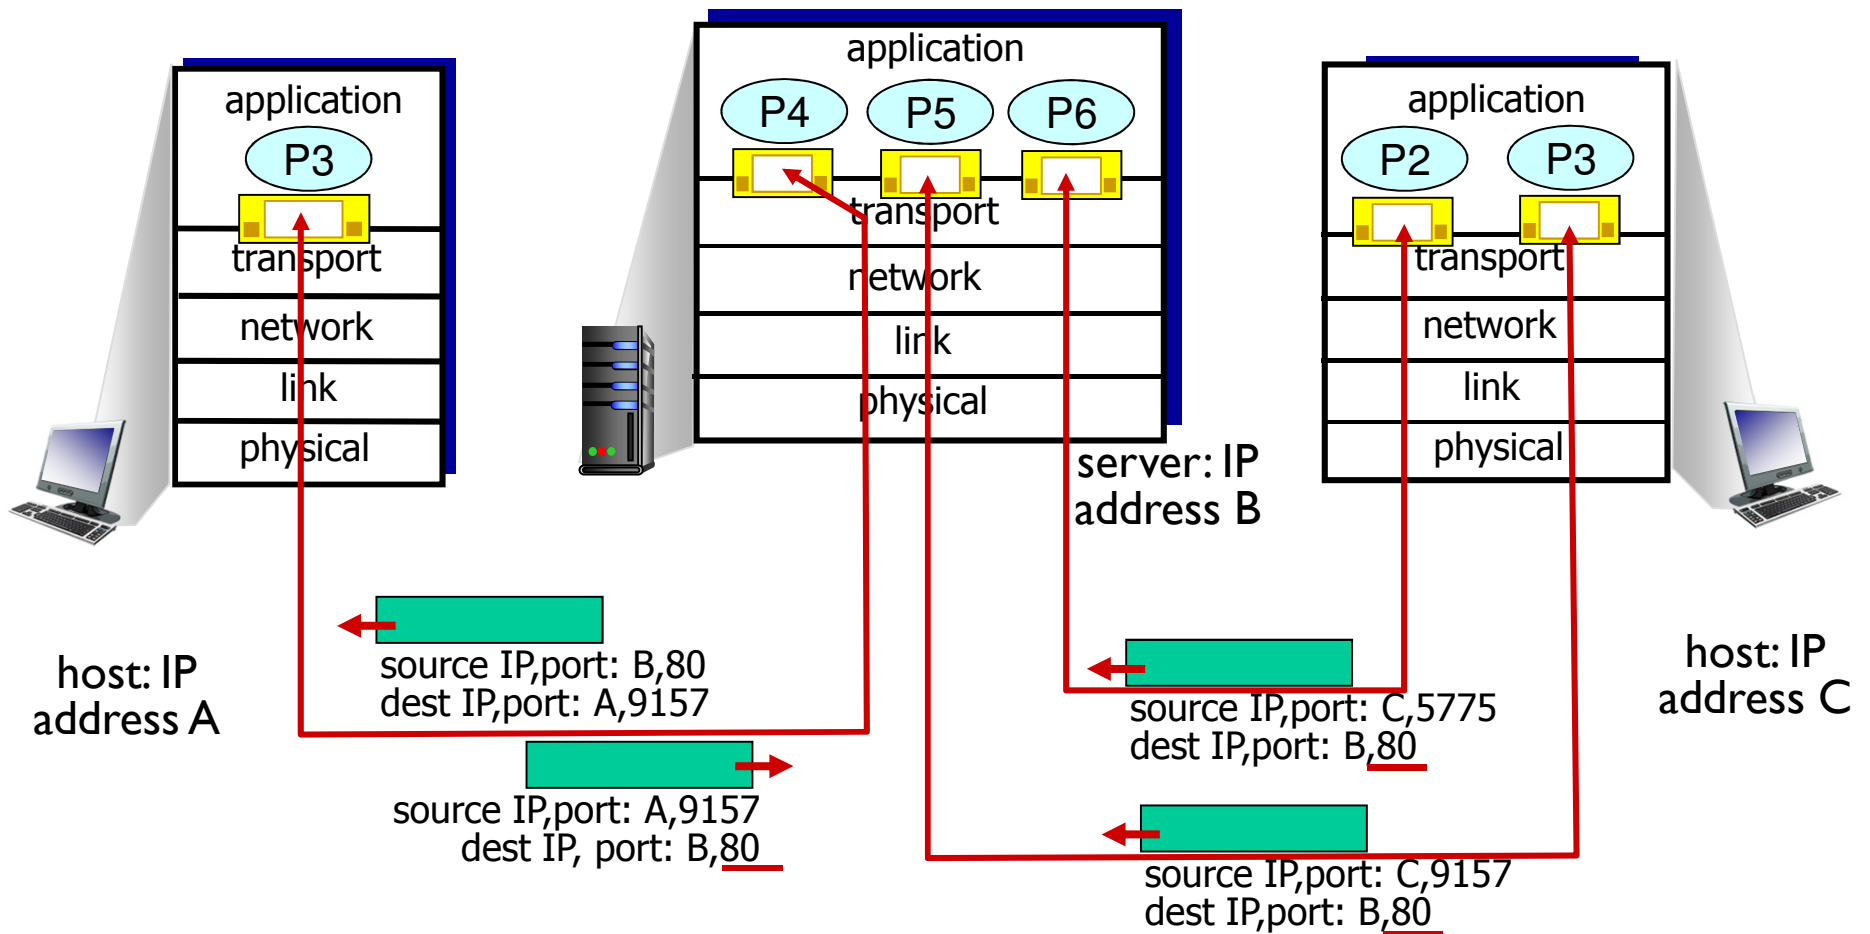 application
P3
transport
network
link
physical
host: IP
address A
application
P4 P5 P6
transport
network
link
physical
server: IP
address B
application
P2 P3
transport
network
link
physical
host: IP
address C
source IP,port: B,80
dest IP,port: A,9157
source IP,port: A,9157
dest IP, port: B,80
source IP,port: C,5775
dest IP,port: B,80
source IP,port: C,9157
dest IP,port: B,80